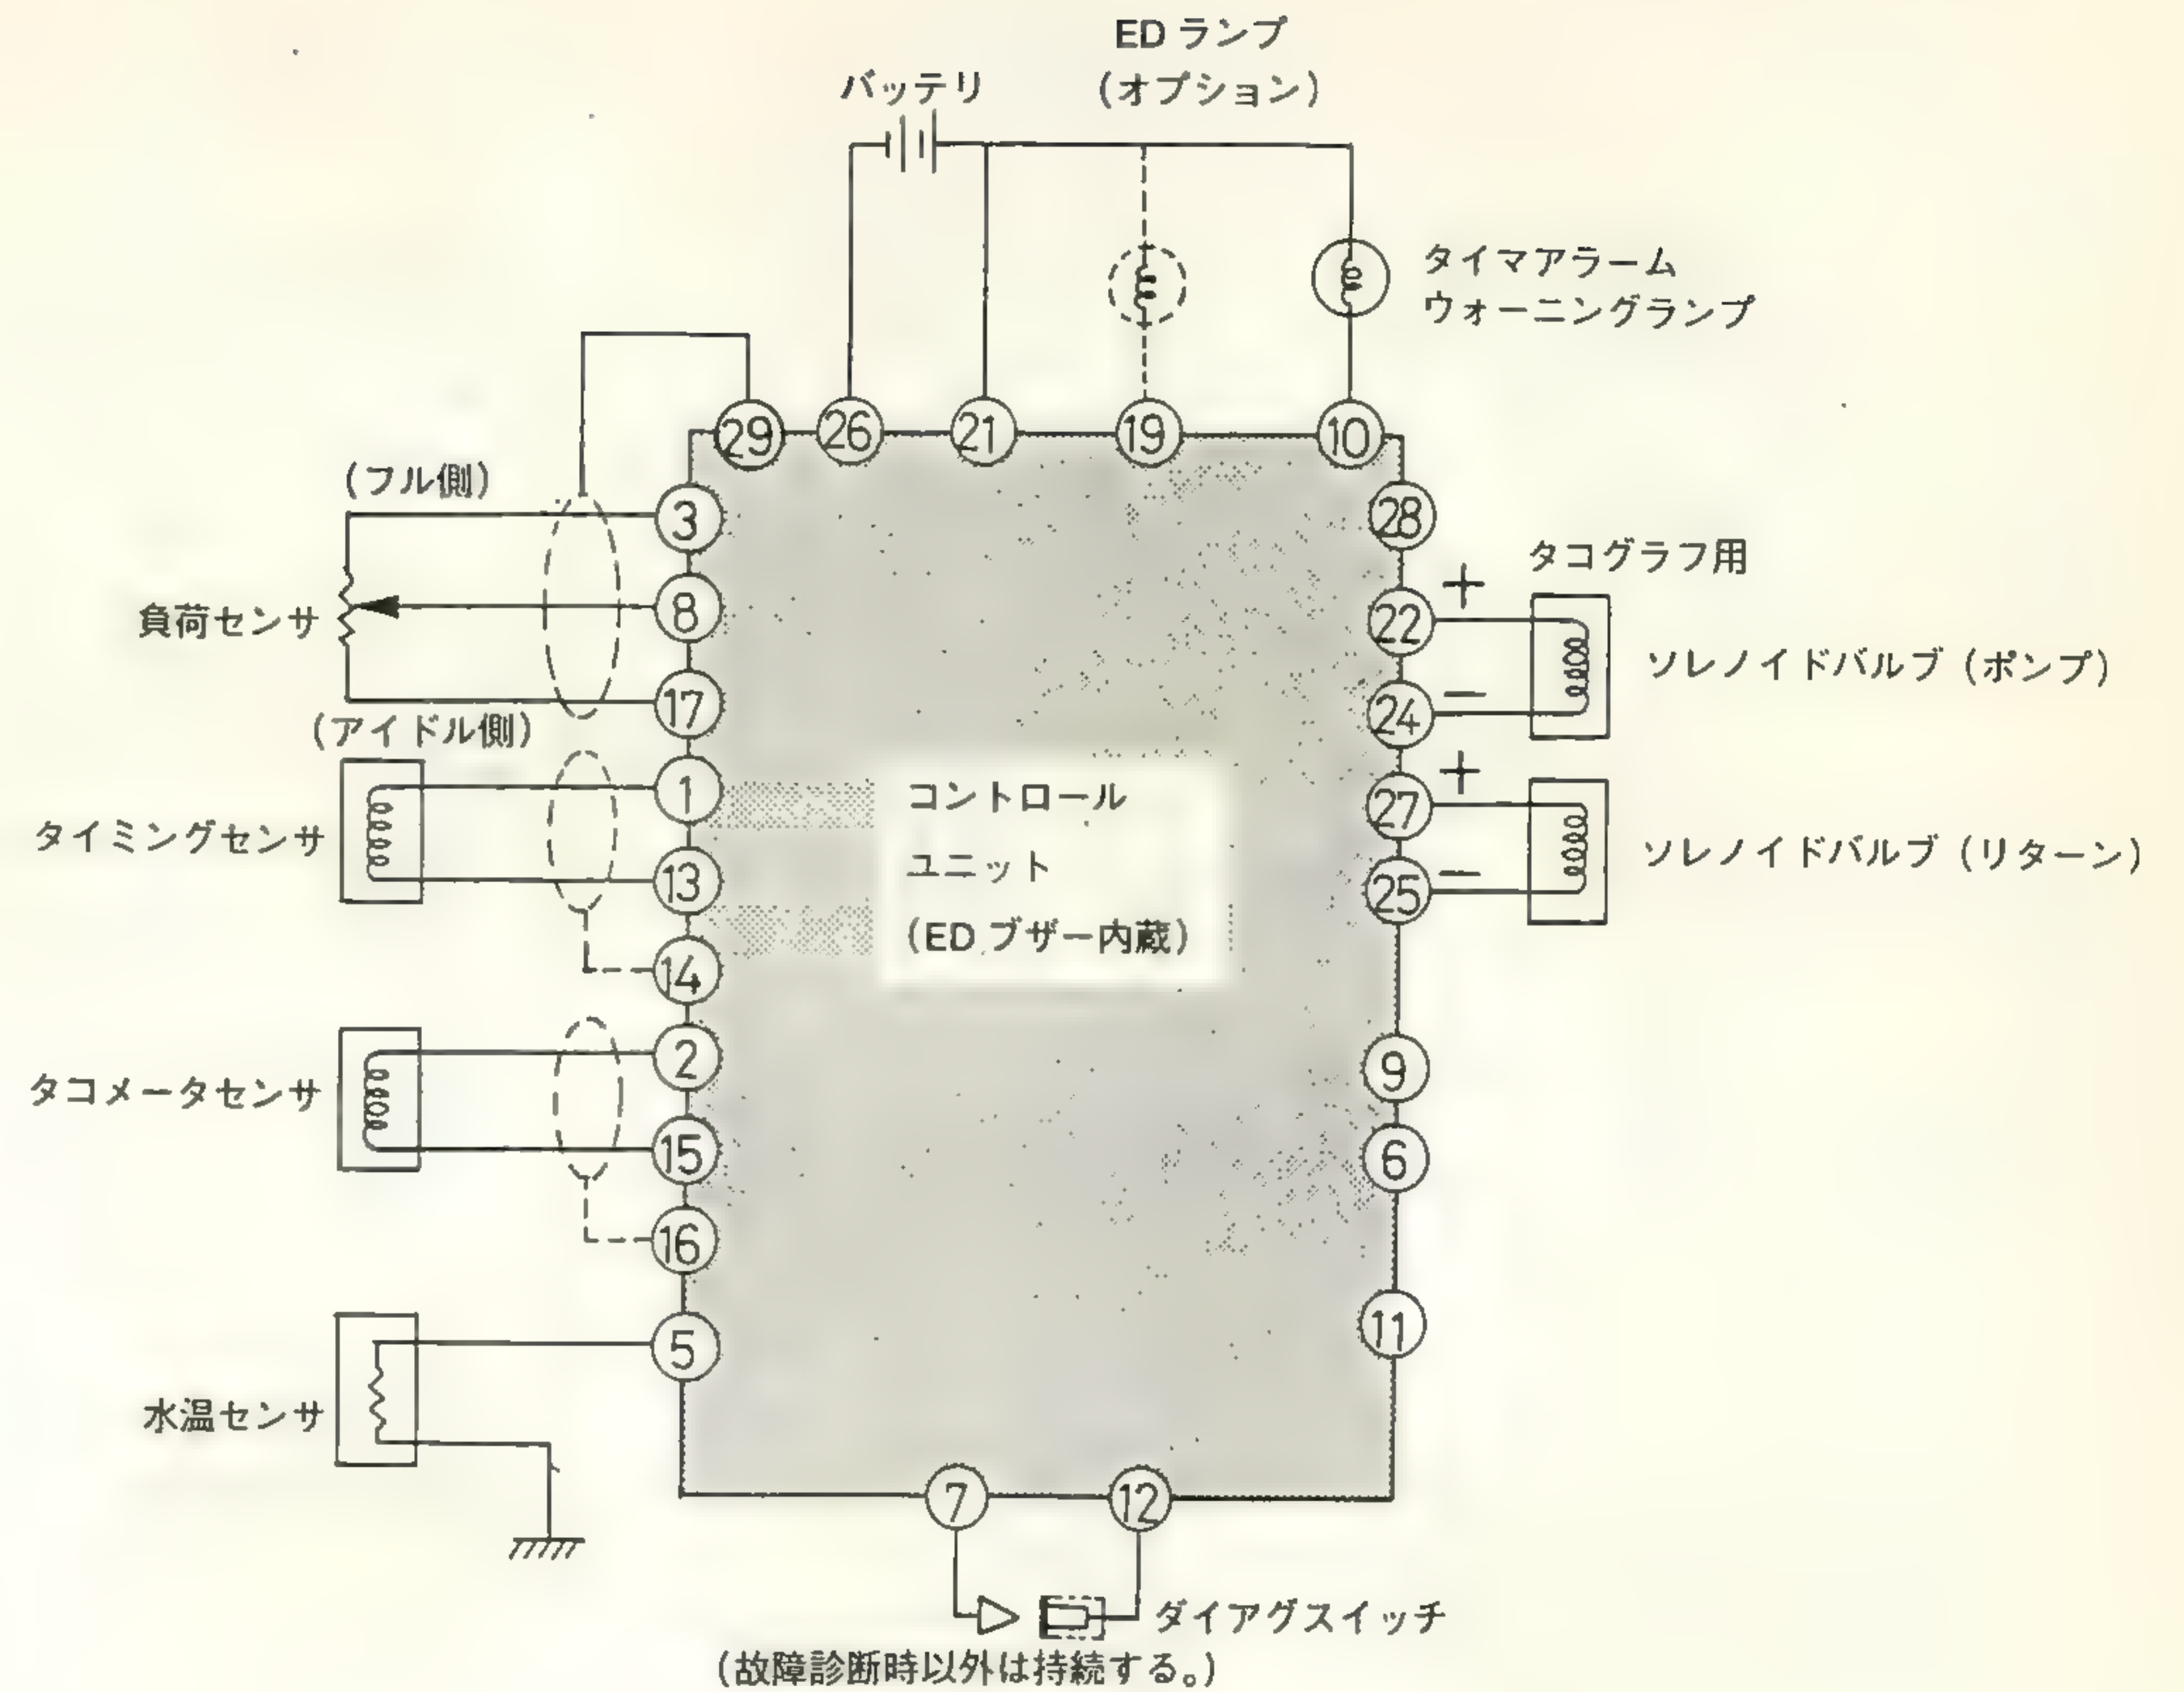 ED ランプ
(オプション)
バッテリ
タイマアラーム
ウォーニングランプ
29
26
21
19
10
(フル側)
3
8
17
負荷センサ
(アイドル側)
1
13
14
タイミングセンサ
2
15
16
タコメータセンサ
5
水温センサ
コントロール
ユニット
(ED ブザー内蔵)
28
タコグラフ用
22
+
24
−
ソレノイドバルブ (ポンプ)
27
+
25
−
ソレノイドバルブ (リターン)
9
6
11
7
12
ダイアグスイッチ
(故障診断時以外は持続する。)